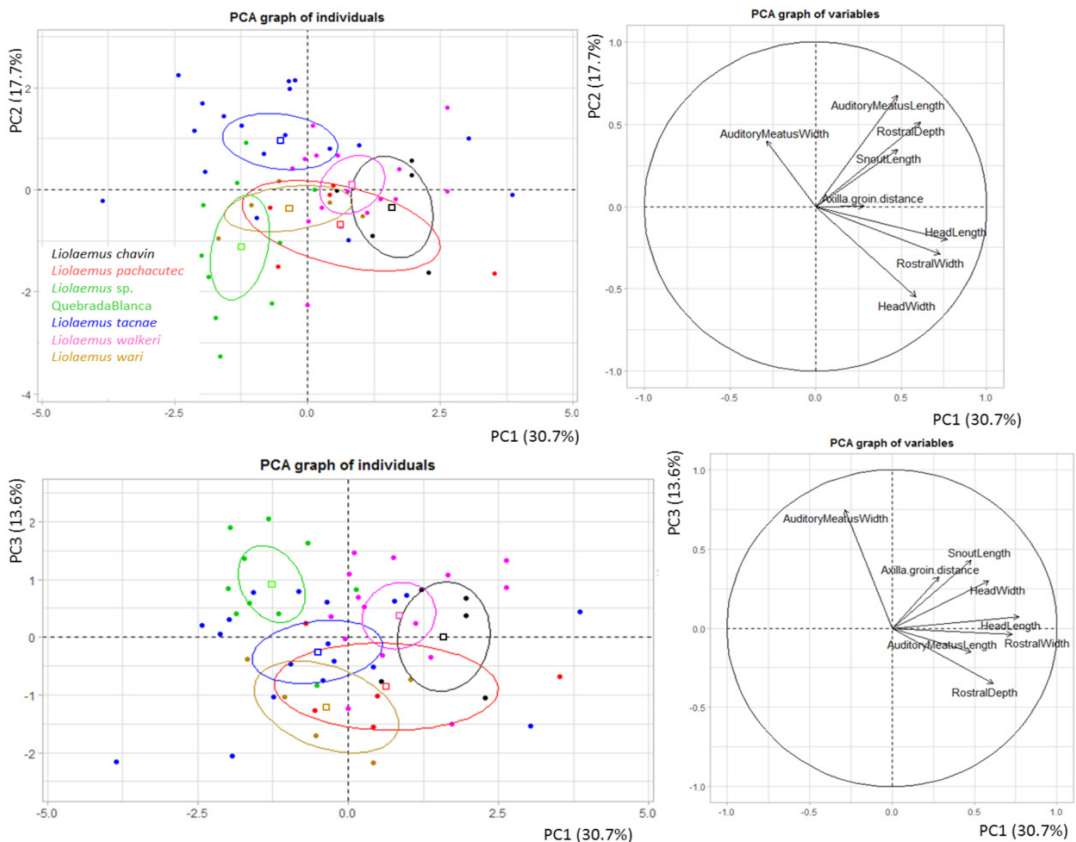 PCA graph of individuals
PC2 (17.7%)
2
0
-2
-4
Liolaemus chavin
Liolaemus pachacutec
Liolaemus sp.
QuebradaBlanca
Liolaemus tacnae
Liolaemus walkeri
Liolaemus wari
-5.0
-2.5
0.0
2.5
5.0
PC1 (30.7%)
PCA graph of variables
PC2 (17.7%)
1.0
0.5
0.0
-0.5
-1.0
AuditoryMeatusLength
RostralDepth
AuditoryMeatusWidth
SnoutLength
Axilla.groin.distance
HeadLength
RostralWidth
HeadWidth
-1.0
-0.5
0.0
0.5
1.0
PC1 (30.7%)
PCA graph of individuals
PC3 (13.6%)
2
1
0
-1
-2
-5.0
-2.5
0.0
2.5
5.0
PC1 (30.7%)
PCA graph of variables
PC3 (13.6%)
1.0
0.5
0.0
-0.5
-1.0
AuditoryMeatusWidth
SnoutLength
Axilla.groin.distance
HeadWidth
HeadLength
RostralWidth
AuditoryMeatusLength
RostralDepth
-1.0
-0.5
0.0
0.5
1.0
PC1 (30.7%)